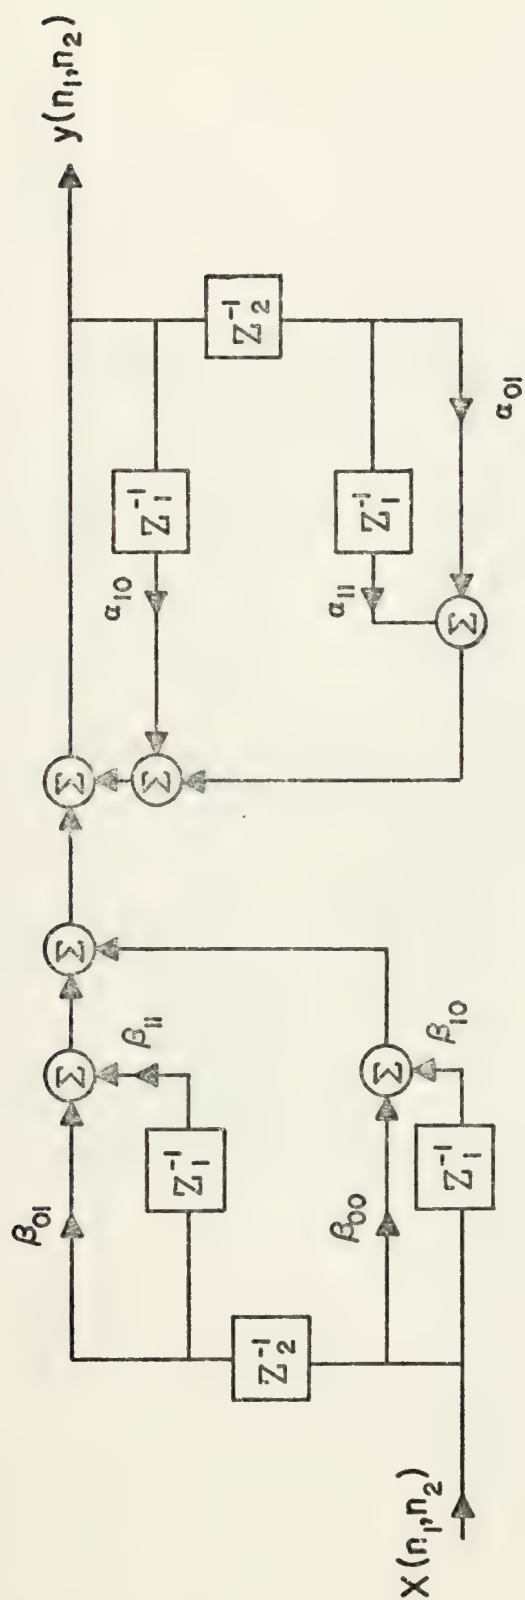 X(n₁,n₂)
β₀₁
Z₂⁻¹
Z₁⁻¹
β₁₁
β₀₀
Z₁⁻¹
β₁₀
Σ
Σ
Σ
Σ
Σ
α₁₀
Z₁⁻¹
Z₂⁻¹
α₁₁
Z₁⁻¹
Σ
α₀₁
y(n₁,n₂)